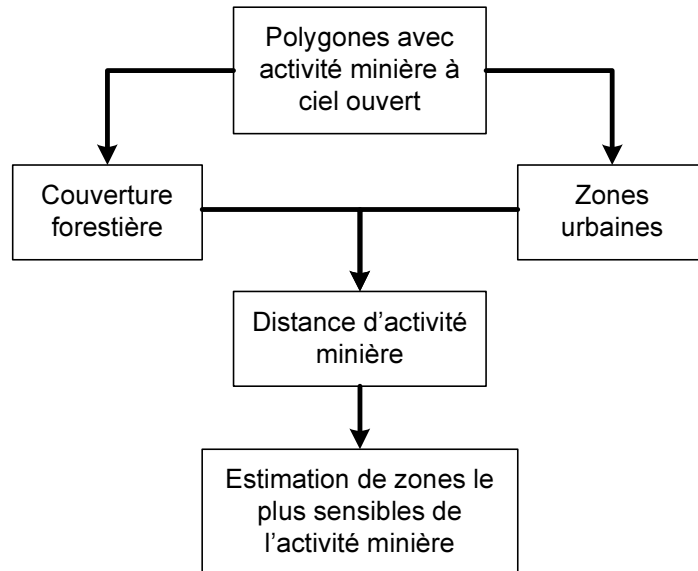 Polygones avec
activité minière à
ciel ouvert
Couverture
forestière
Zones
urbaines
Distance d’activité
minière
Estimation de zones le
plus sensibles de
l’activité minière